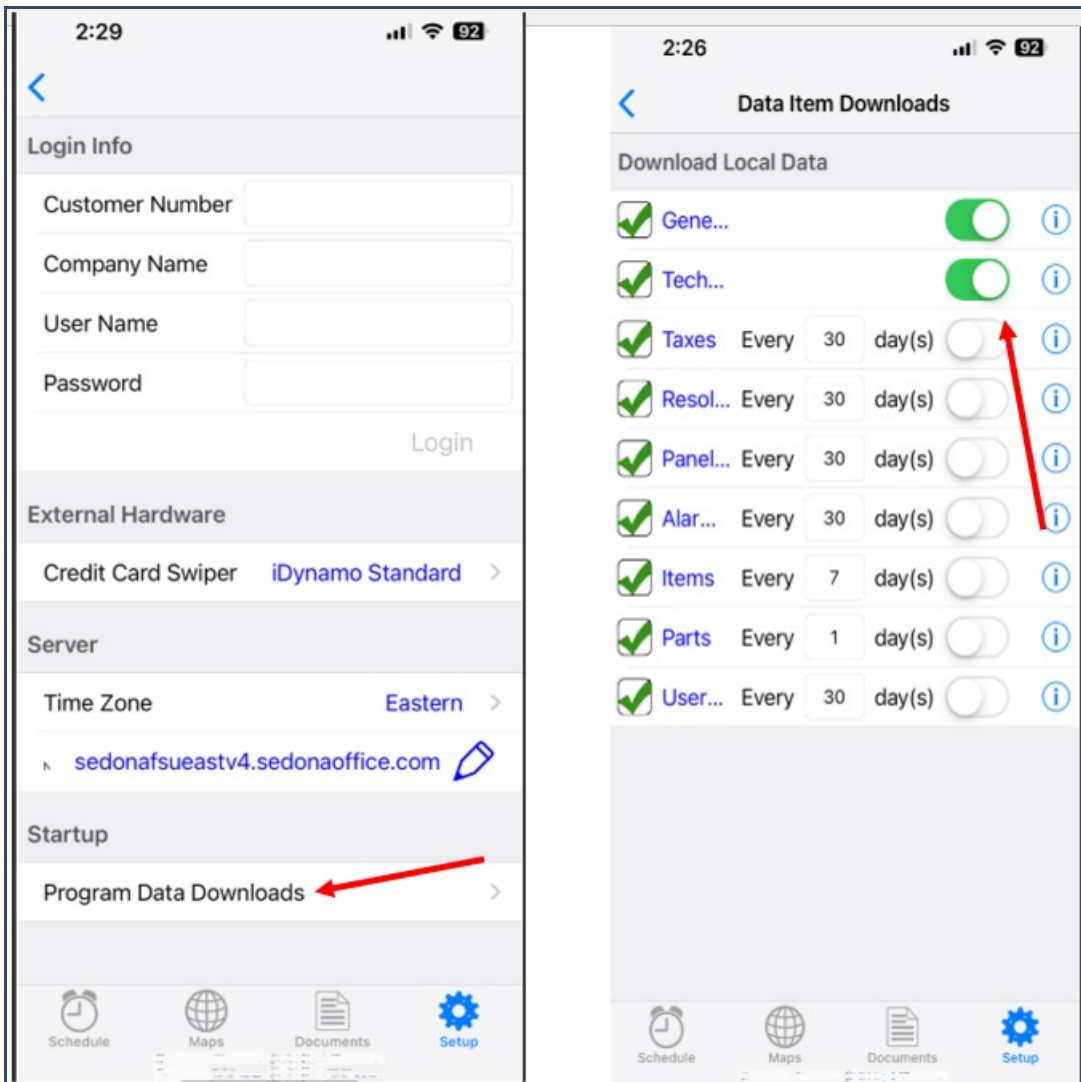 2:29
92
Login Info
Customer Number
Company Name
User Name
Password
Login
External Hardware
Credit Card Swiper iDynamo Standard
Server
Time Zone Eastern
sedonafsueastv4.sedonaoffice.com
Startup
Program Data Downloads
Schedule Maps Documents Setup
2:26
92
Data Item Downloads
Download Local Data
Gene...
Tech...
Taxes Every 30 day(s)
Resol... Every 30 day(s)
Panel... Every 30 day(s)
Alar... Every 30 day(s)
Items Every 7 day(s)
Parts Every 1 day(s)
User... Every 30 day(s)
Schedule Maps Documents Setup